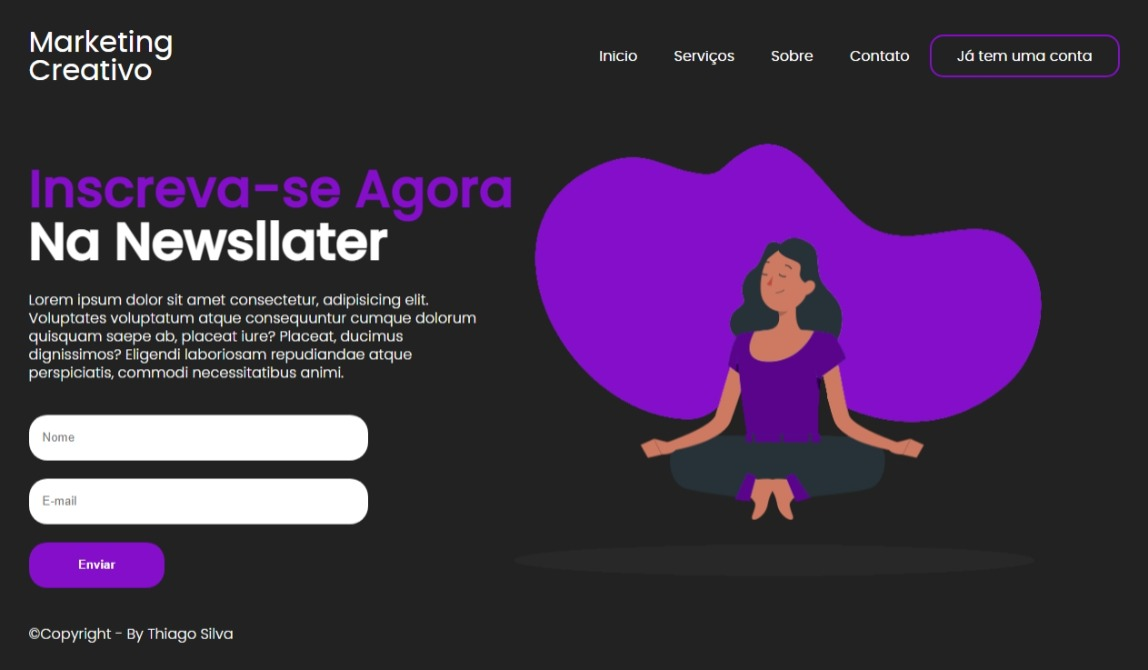 Marketing
Creativo
Inicio Serviços Sobre Contato Já tem uma conta
Inscreva-se Agora
Na Newsllater
Lorem ipsum dolor sit amet consectetur, adipisicing elit.
Voluptates voluptatum atque consequuntur cumque dolorum
quisquam saepe ab, placeat iure? Placeat, ducimus
dignissimos? Eligendi laboriosam repudiandae atque
perspiciatis, commodi necessitatibus animi.
Nome
E-mail
Enviar
©Copyright - By Thiago Silva